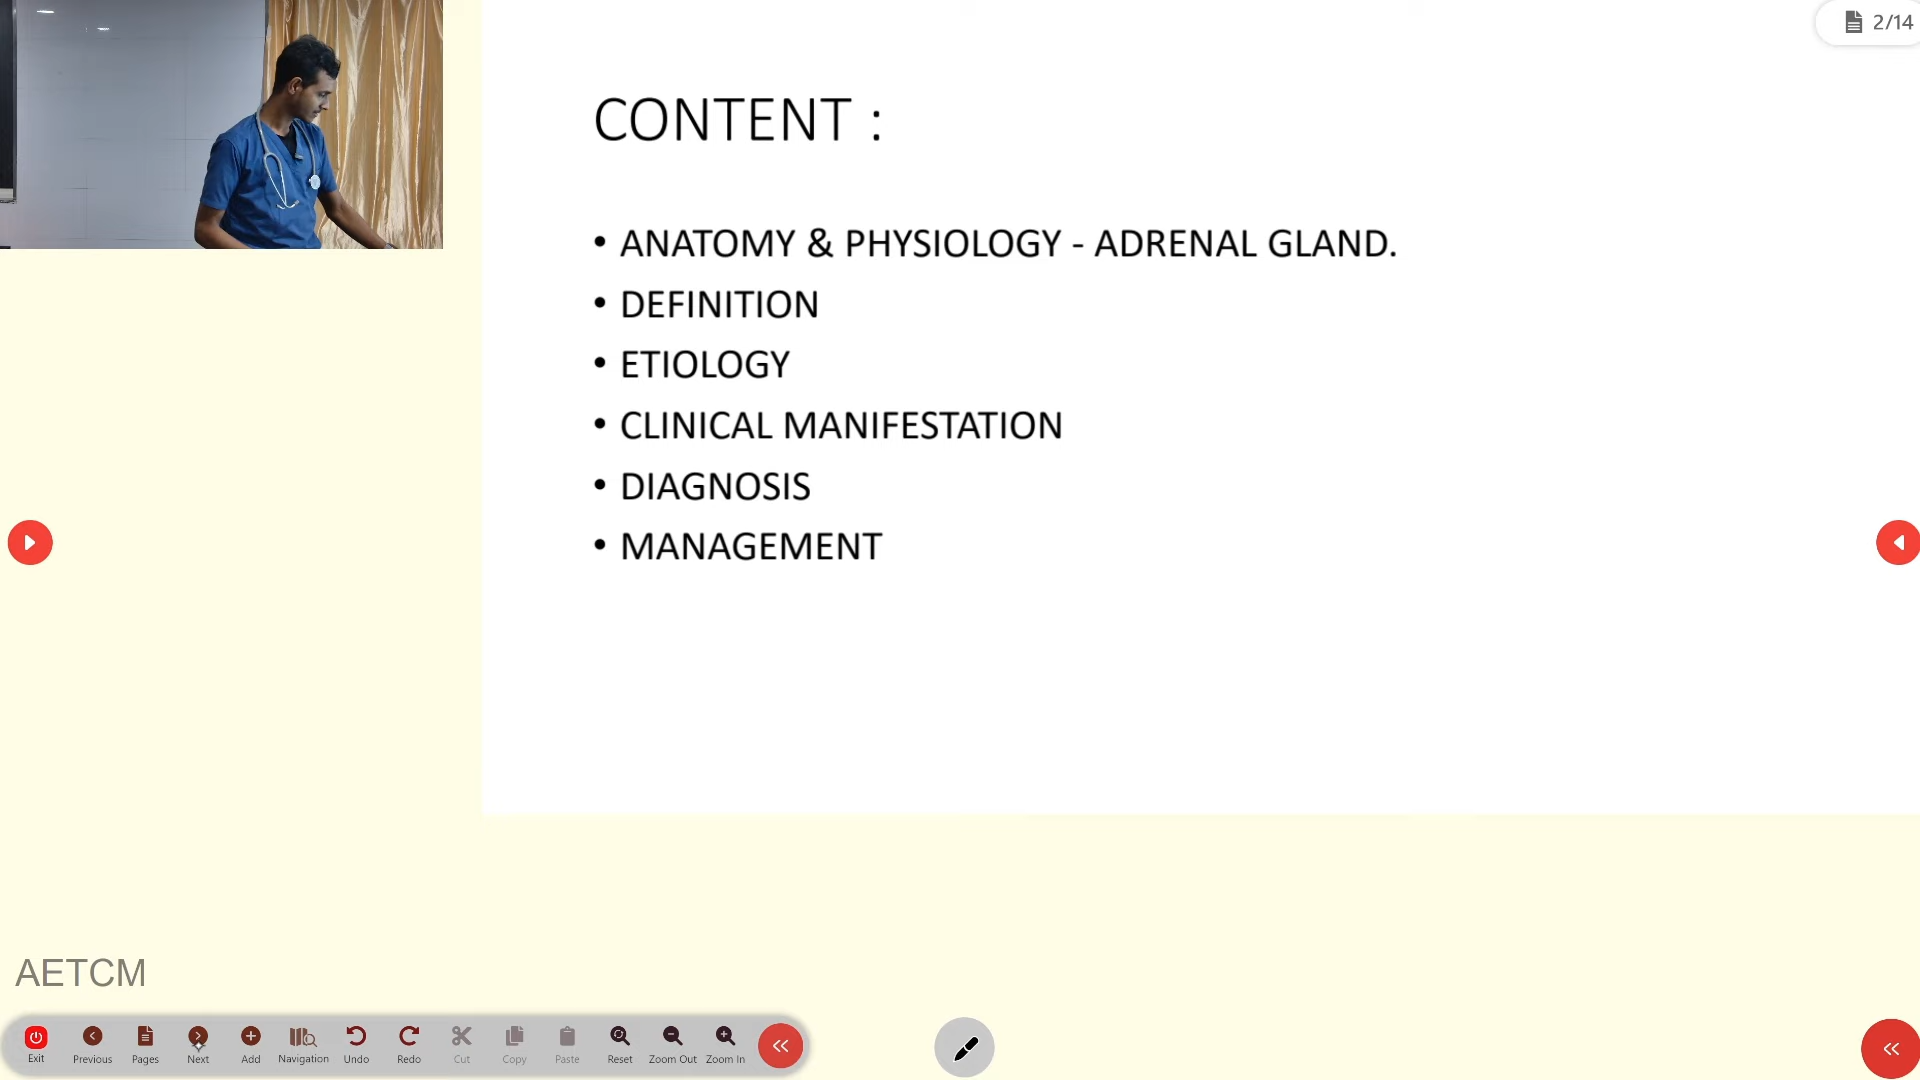 2/14
CONTENT :
• ANATOMY & PHYSIOLOGY - ADRENAL GLAND.
• DEFINITION
• ETIOLOGY
• CLINICAL MANIFESTATION
• DIAGNOSIS
• MANAGEMENT
AETCM
Exit Previous Pages Next Add Navigation Undo Redo Cut Copy Paste Reset Zoom Out Zoom In